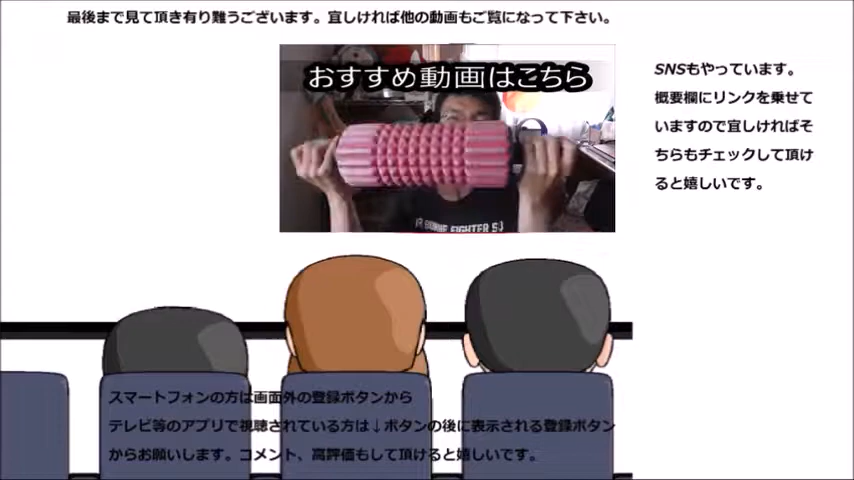 最後まで見て頂き有り難うございます。宜しければ他の動画もご覧になって下さい。
おすすめ動画はこちら
SNSもやっています。
概要欄にリンクを乗せて
いますので宜しければそ
ちらもチェックして頂け
ると嬉しいです。
スマートフォンの方は画面外の登録ボタンから
テレビ等のアプリで視聴されている方は↓ボタンの後に表示される登録ボタン
からお願いします。コメント、高評価もして頂けると嬉しいです。